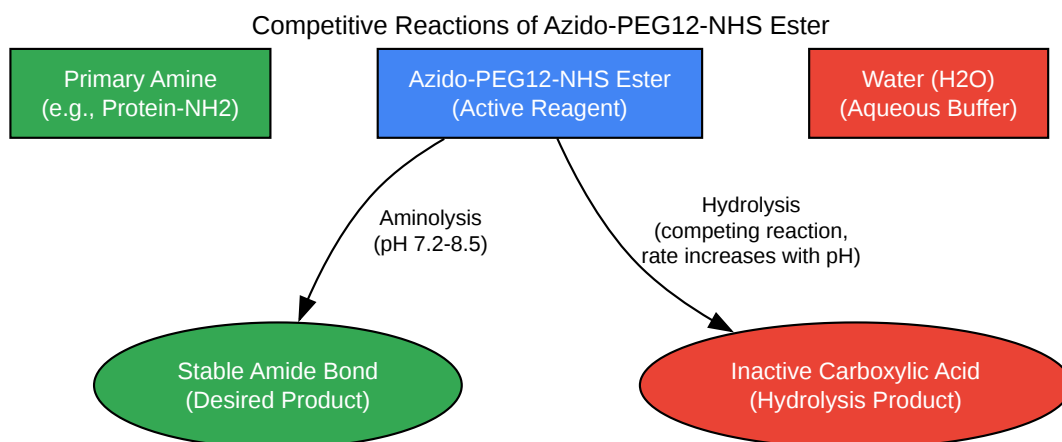 Competitive Reactions of Azido-PEG12-NHS Ester
Primary Amine
(e.g., Protein-NH2)
Azido-PEG12-NHS Ester
(Active Reagent)
Water (H2O)
(Aqueous Buffer)
Aminolysis
(pH 7.2-8.5)
Hydrolysis
(competing reaction,
rate increases with pH)
Stable Amide Bond
(Desired Product)
Inactive Carboxylic Acid
(Hydrolysis Product)